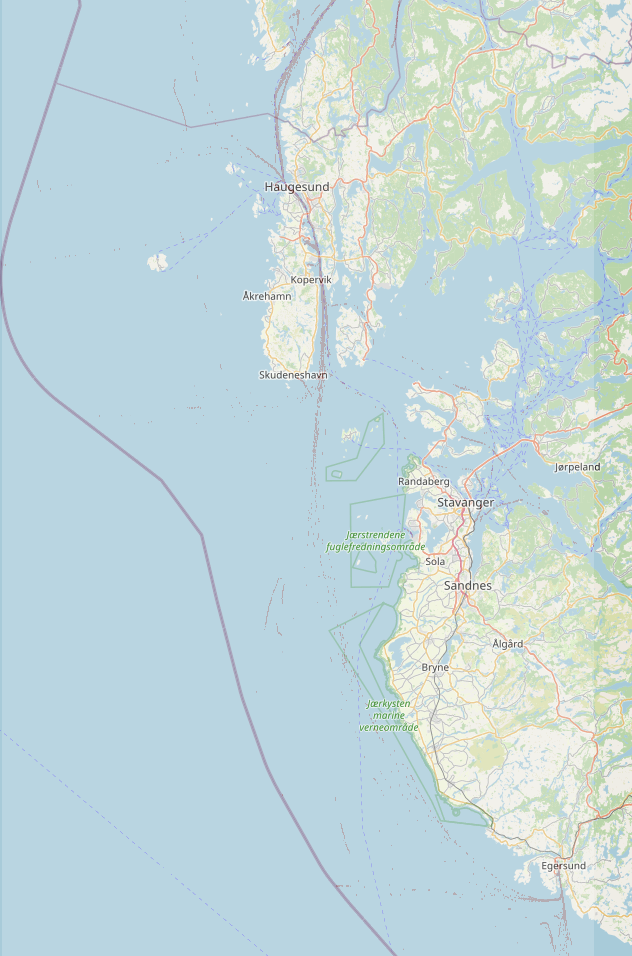 Haugesund
Kopervik
Åkrehamn
Skudeneshavn
Jørpeland
Randaberg
Stavanger
Jærstrendene
fuglefredningsområde
Sola
Sandnes
Ålgård
Bryne
Jærkysten
marine
verneområde
Egersund